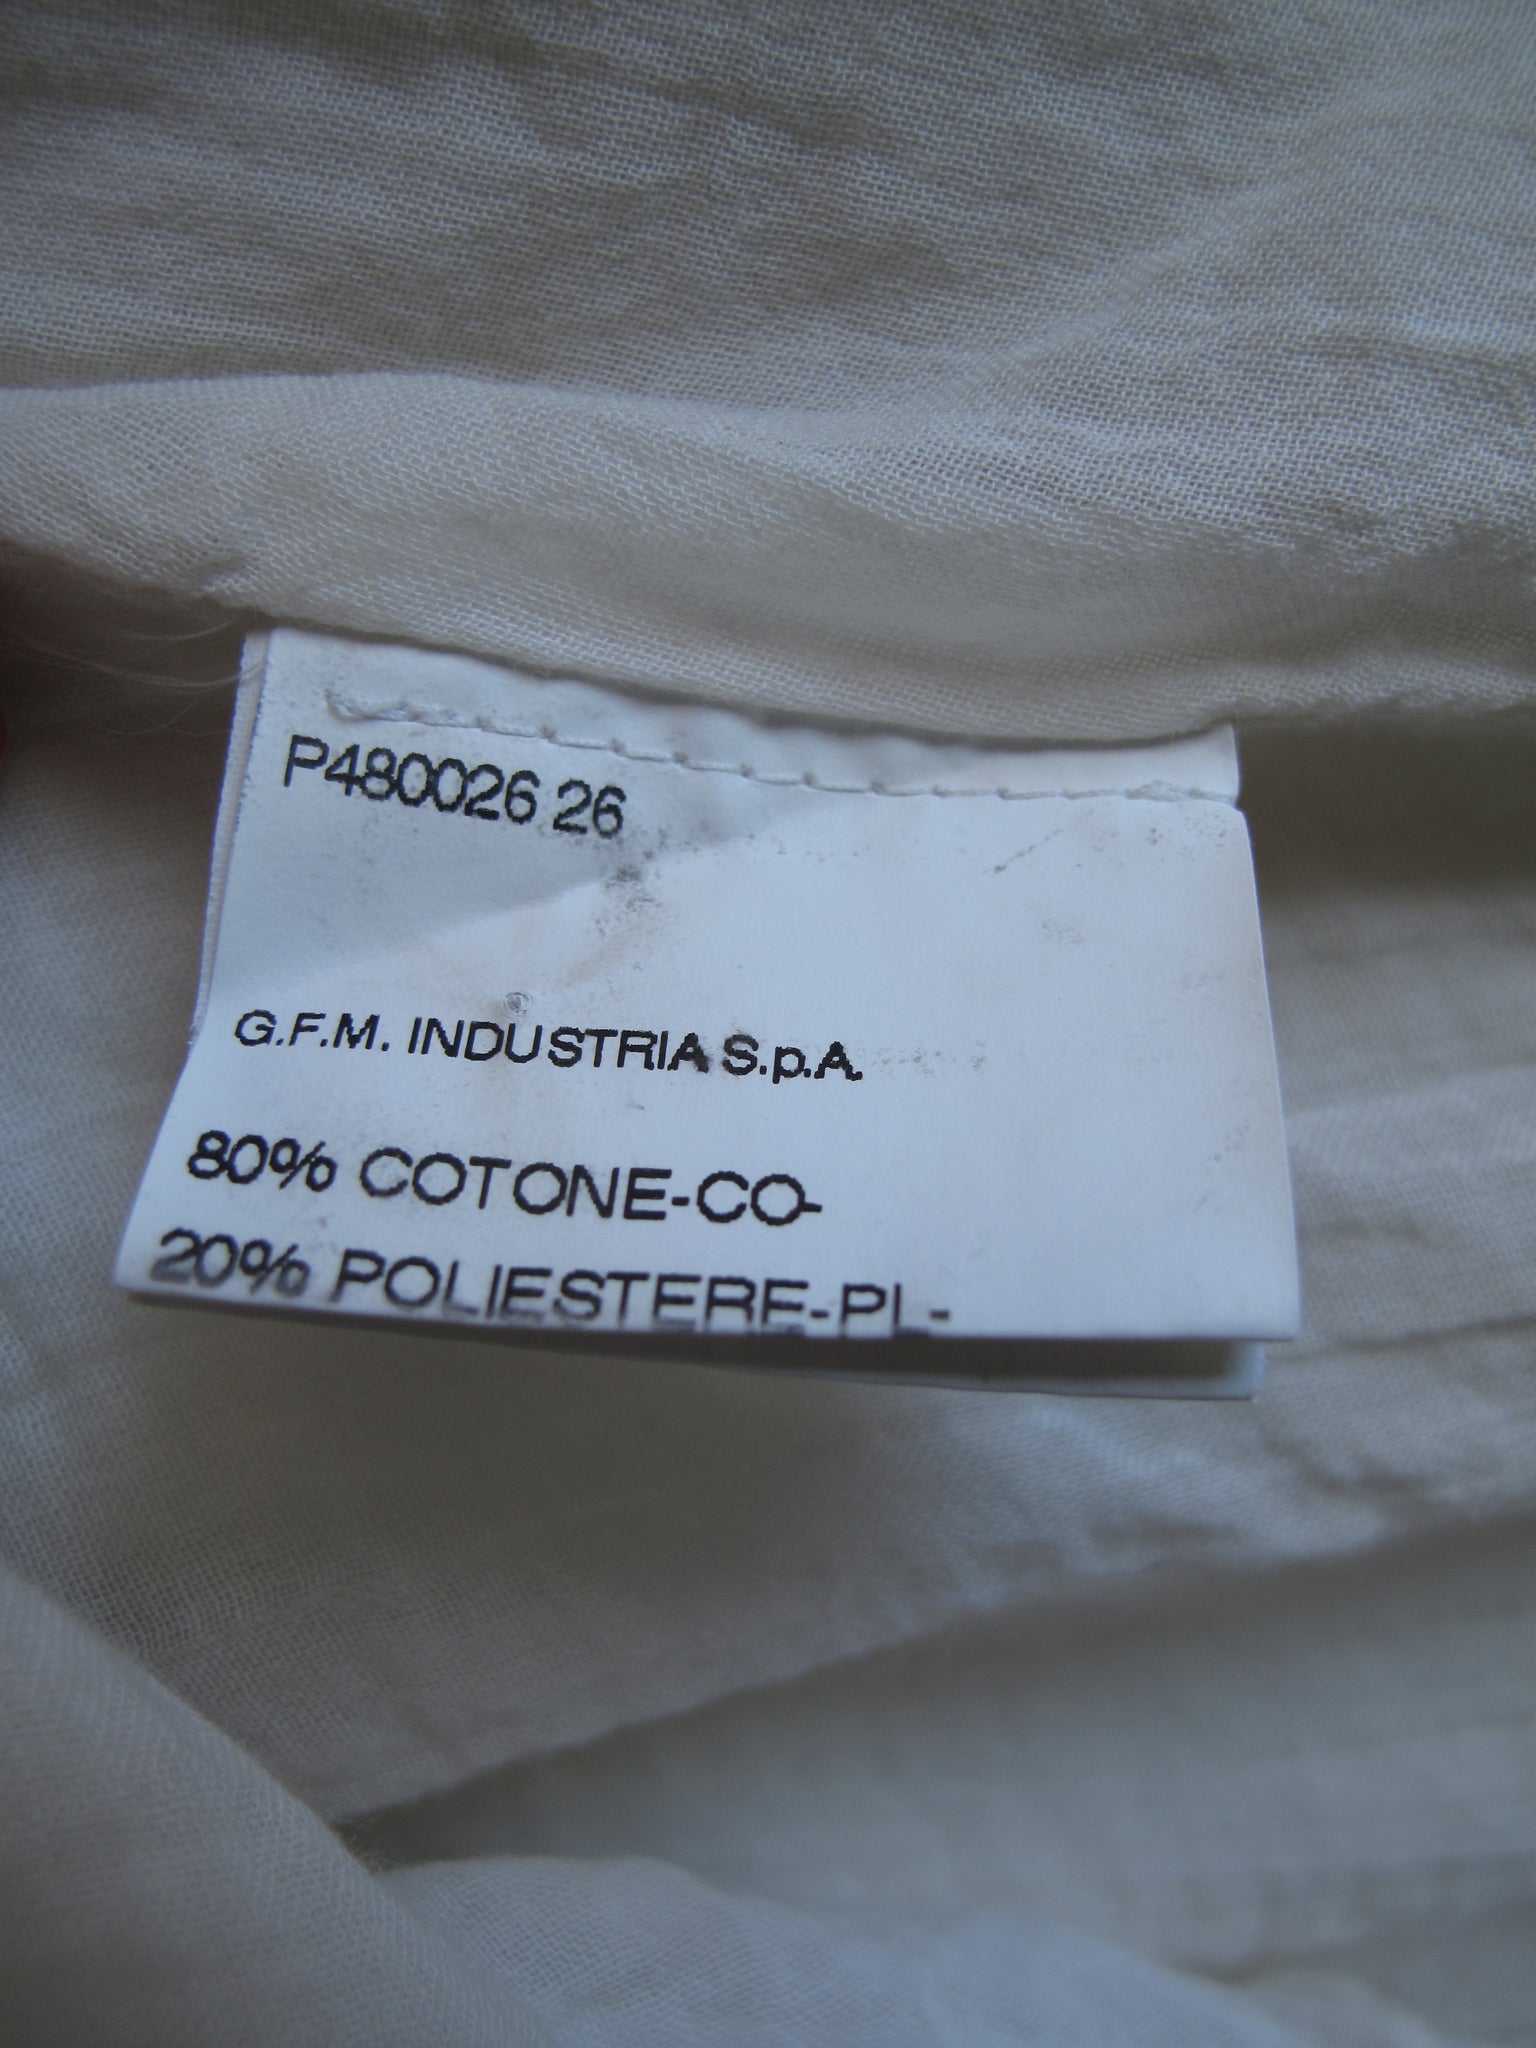 P480026 26
G.F.M. INDUSTRIA S.p.A.
80% COTONE-CO-
20% POLIESTERE-PL-